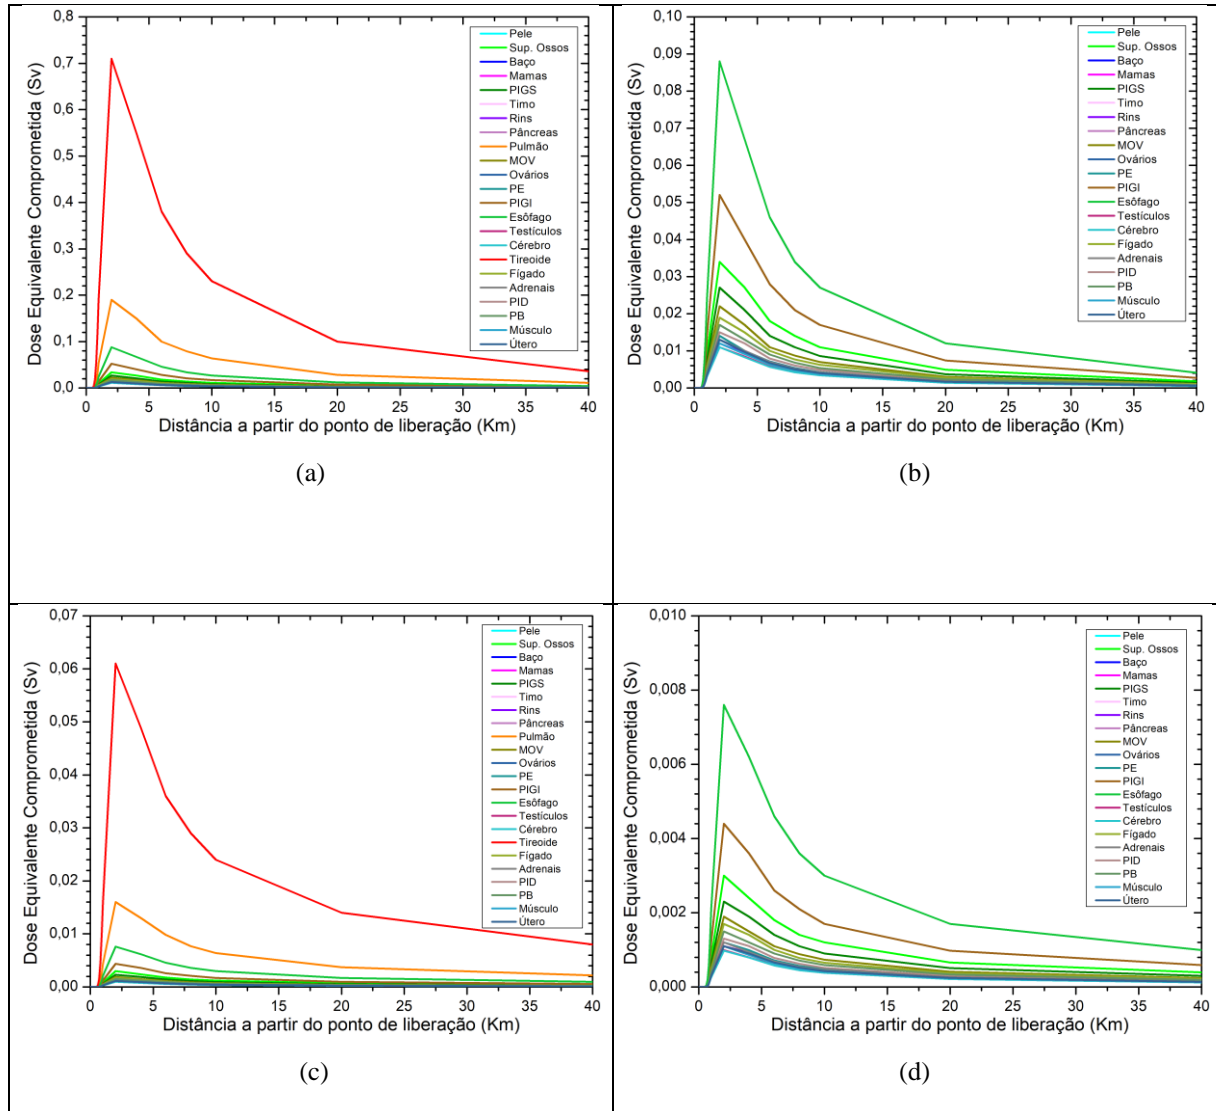 0,8
0,7
0,6
0,5
0,4
0,3
0,2
0,1
0,0
Dose Equivalente Comprometida (Sv)
0 5 10 15 20 25 30 35 40
Distância a partir do ponto de liberação (Km)
Pele
Sup. Ossos
Baço
Mamas
PIGS
Timo
Rins
Pâncreas
Pulmão
MOV
Ovários
PE
PIGI
Esôfago
Testículos
Cérebro
Tireoide
Fígado
Adrenais
PID
PB
Músculo
Útero
(a)
0,10
0,09
0,08
0,07
0,06
0,05
0,04
0,03
0,02
0,01
0,00
Dose Equivalente Comprometida (Sv)
0 5 10 15 20 25 30 35 40
Distância a partir do ponto de liberação (Km)
Pele
Sup. Ossos
Baço
Mamas
PIGS
Timo
Rins
Pâncreas
MOV
Ovários
PE
PIGI
Esôfago
Testículos
Cérebro
Fígado
Adrenais
PID
PB
Músculo
Útero
(b)
0,07
0,06
0,05
0,04
0,03
0,02
0,01
0,00
Dose Equivalente Comprometida (Sv)
0 5 10 15 20 25 30 35 40
Distância a partir do ponto de liberação (Km)
Pele
Sup. Ossos
Baço
Mamas
PIGS
Timo
Rins
Pâncreas
Pulmão
MOV
Ovários
PE
PIGI
Esôfago
Testículos
Cérebro
Tireoide
Fígado
Adrenais
PID
PB
Músculo
Útero
(c)
0,010
0,008
0,006
0,004
0,002
0,000
Dose Equivalente Comprometida (Sv)
0 5 10 15 20 25 30 35 40
Distância a partir do ponto de liberação (Km)
Pele
Sup. Ossos
Baço
Mamas
PIGS
Timo
Rins
Pâncreas
MOV
Ovários
PE
PIGI
Esôfago
Testículos
Cérebro
Fígado
Adrenais
PID
PB
Músculo
Útero
(d)